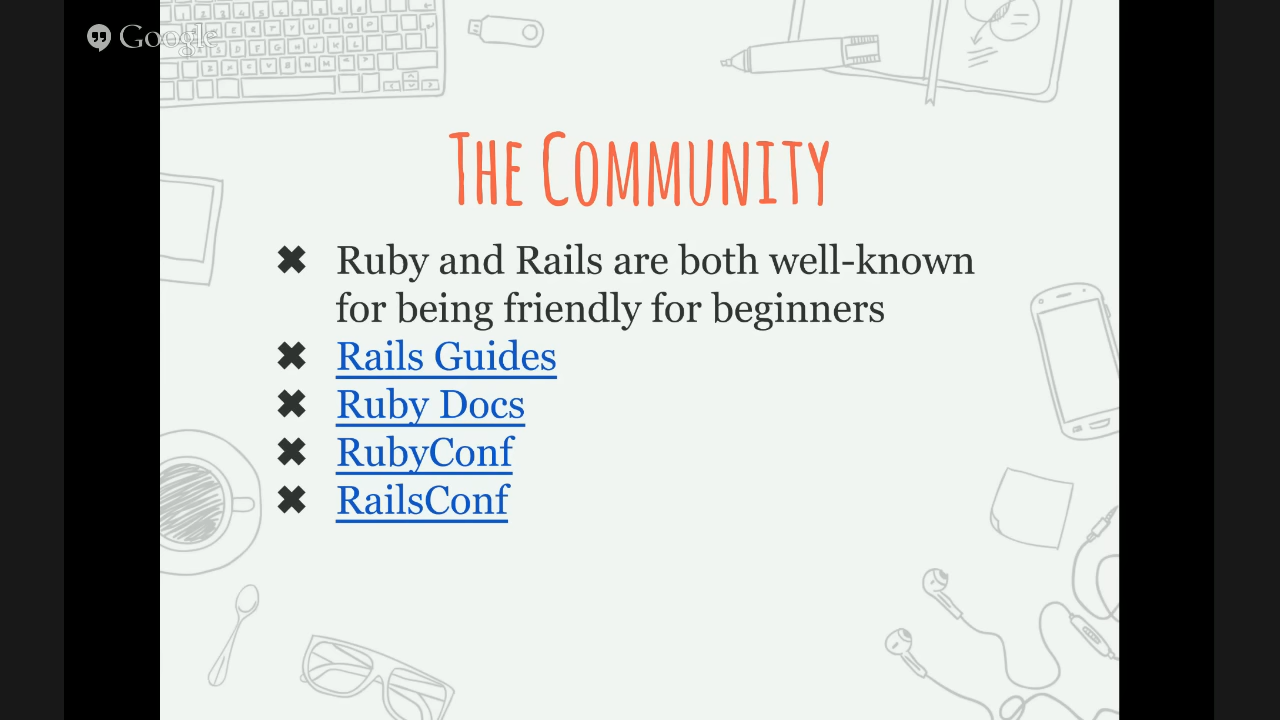 Google
The Community
✖ Ruby and Rails are both well-known
for being friendly for beginners
✖ Rails Guides
✖ Ruby Docs
✖ RubyConf
✖ RailsConf